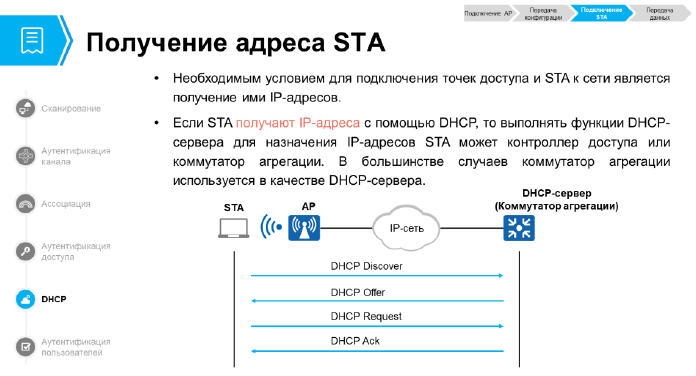 Подключение AP
Передача
конфигурации
Подключение
STA
Передача
данных
Получение адреса STA
• Необходимым условием для подключения точек доступа и STA к сети является
получение ими IP-адресов.
• Если STA получают IP-адреса с помощью DHCP, то выполнять функции DHCP-
сервера для назначения IP-адресов STA может контроллер доступа или
коммутатор агрегации. В большинстве случаев коммутатор агрегации
используется в качестве DHCP-сервера.
Сканирование
Аутентификация
канала
Ассоциация
Аутентификация
доступа
DHCP
Аутентификация
пользователей
STA
AP
IP-сеть
DHCP-сервер
(Коммутатор агрегации)
DHCP Discover
DHCP Offer
DHCP Request
DHCP Ack